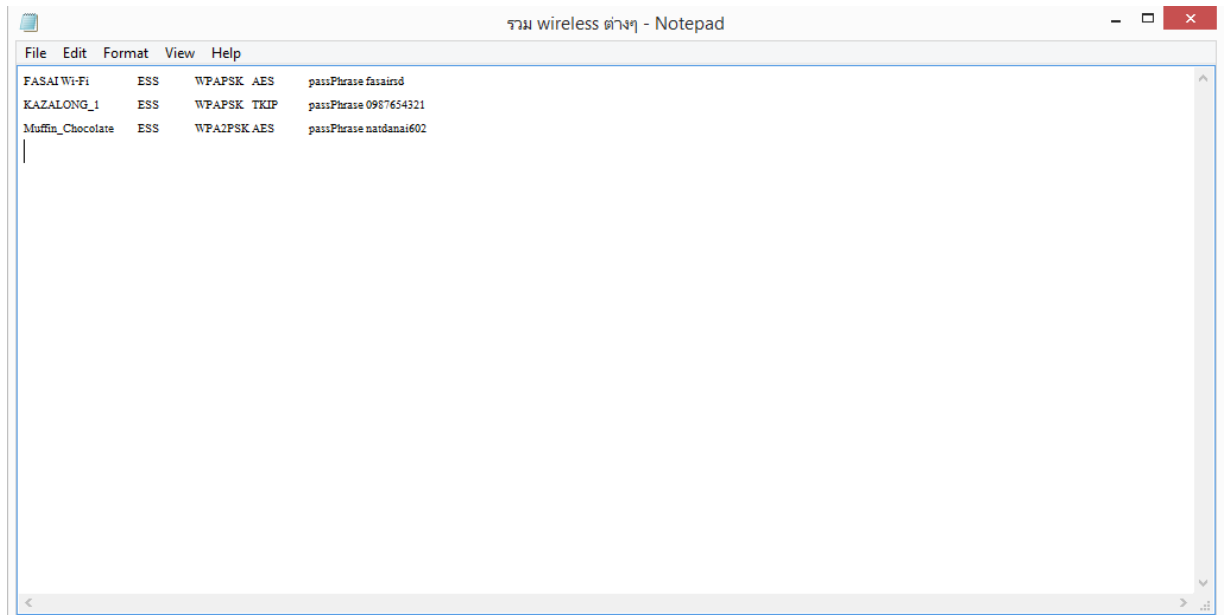 รวม wireless ต่างๆ - Notepad
File Edit Format View Help
FASAI Wi-Fi ESS WPAPSK AES passPhrase fasairsd
KAZALONG_1 ESS WPAPSK TKIP passPhrase 0987654321
Muffin_Chocolate ESS WPA2PSK AES passPhrase natdanai602